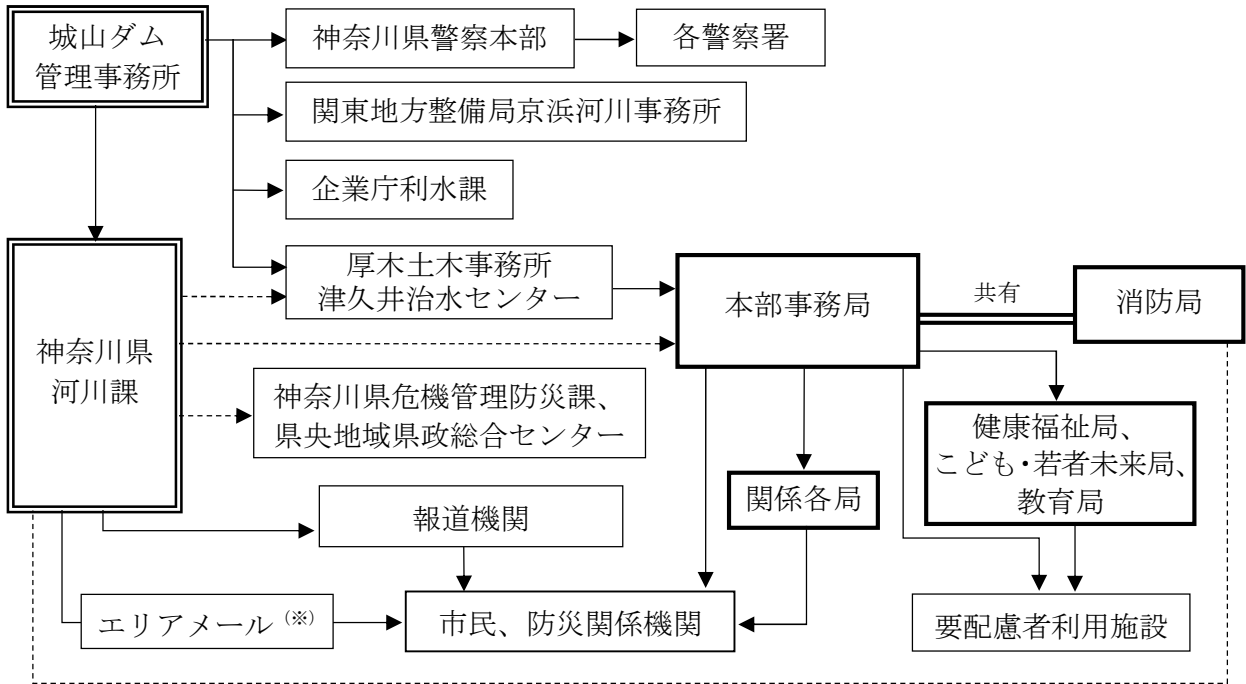 城山ダム
管理事務所
神奈川県警察本部
各警察署
関東地方整備局京浜河川事務所
企業庁利水課
厚木土木事務所
津久井治水センター
本部事務局
共有
消防局
神奈川県
河川課
神奈川県危機管理防災課、
県央地域県政総合センター
健康福祉局、
こども・若者未来局、
教育局
関係各局
報道機関
エリアメール(※)
市民、防災関係機関
要配慮者利用施設